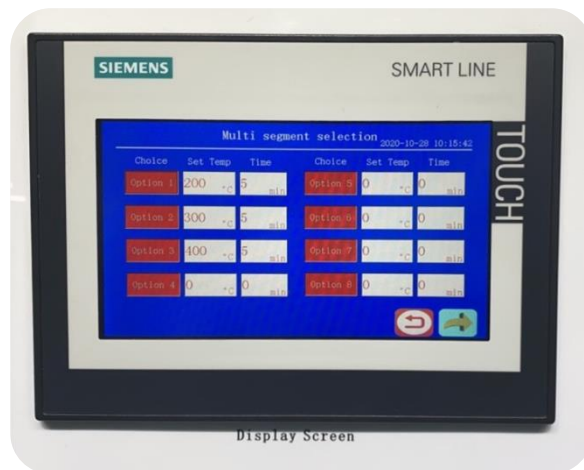 SIEMENS
SMART LINE
TOUCH
Multi segment selection
2020-10-28 10:15:42
Choice Set Temp Time Choice Set Temp Time
Option 1 200 °C 5 min Option 5 0 °C 0 min
Option 2 300 °C 5 min Option 6 0 °C 0 min
Option 3 400 °C 5 min Option 7 0 °C 0 min
Option 4 0 °C 0 min Option 8 0 °C 0 min
Display Screen